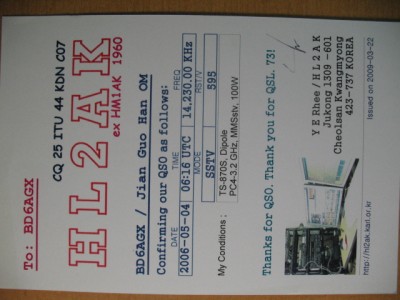 To: BD6AGX
CQ 25 ITU 44 KDN C07
HL2AK
ex HM1AK 1960
BD6AGX / Jian Guo Han OM
Confirming our QSO as follows:
DATE TIME FREQ
2006-05-04 06:16 UTC 14,230.00 KHz
MODE RST/V
SSTV 595
My Conditions : TS-870S, Dipole
PC4-3.2 GHz, MMSstv, 100W
Thanks for QSO. Thank you for QSL. 73!
Y E Rhee / HL2AK
Jukong 1309 -601
Cheolsan Kwangmyong
423-737 KOREA
http://hl2ak.karl.or.kr
Issued on 2009-03-22